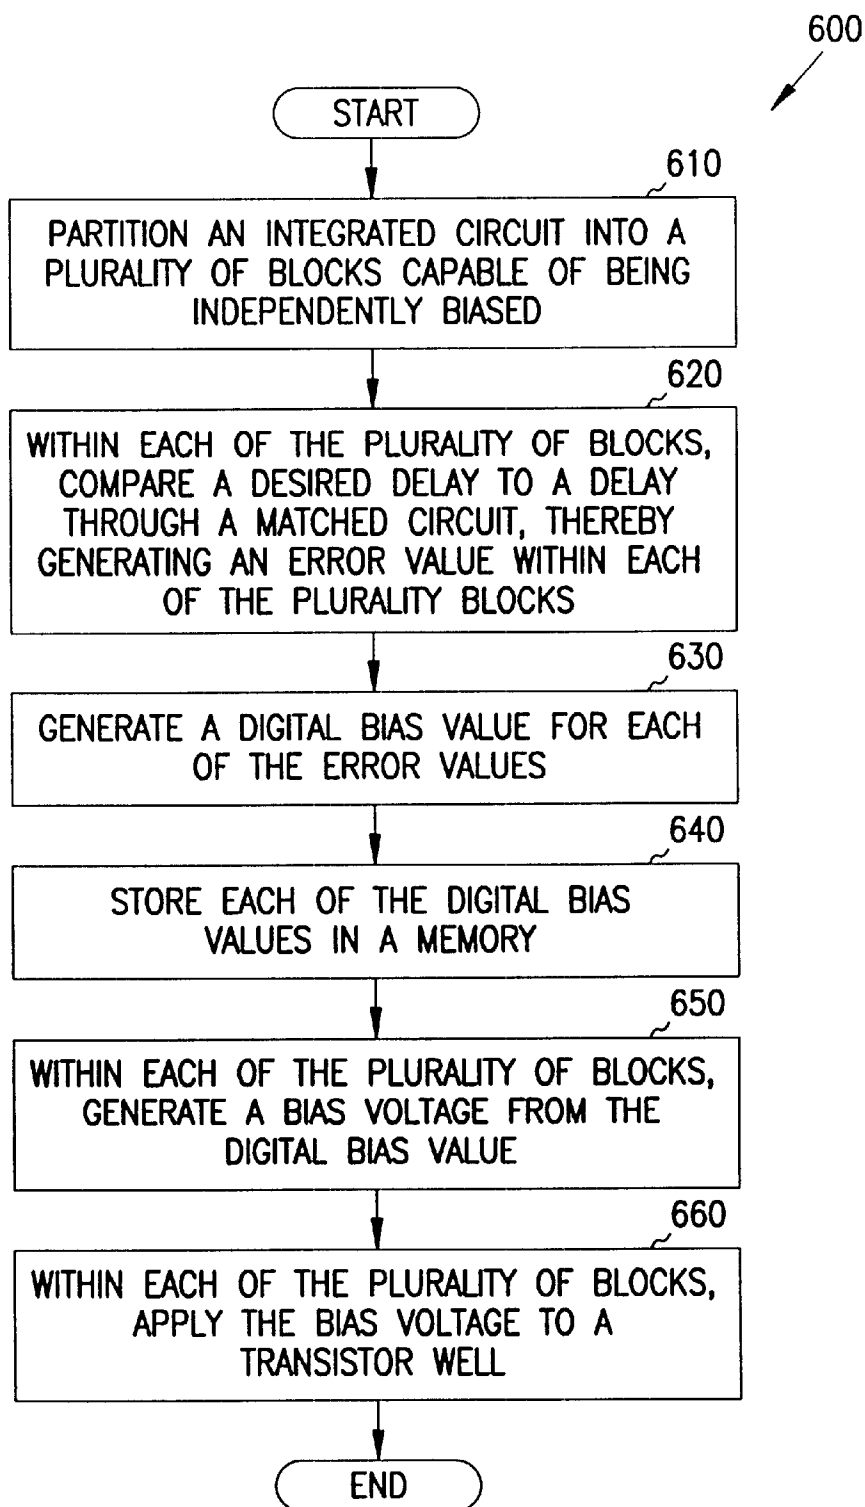 600
START
610
PARTITION AN INTEGRATED CIRCUIT INTO A
PLURALITY OF BLOCKS CAPABLE OF BEING
INDEPENDENTLY BIASED
620
WITHIN EACH OF THE PLURALITY OF BLOCKS,
COMPARE A DESIRED DELAY TO A DELAY
THROUGH A MATCHED CIRCUIT, THEREBY
GENERATING AN ERROR VALUE WITHIN EACH
OF THE PLURALITY BLOCKS
630
GENERATE A DIGITAL BIAS VALUE FOR EACH
OF THE ERROR VALUES
640
STORE EACH OF THE DIGITAL BIAS
VALUES IN A MEMORY
650
WITHIN EACH OF THE PLURALITY OF BLOCKS,
GENERATE A BIAS VOLTAGE FROM THE
DIGITAL BIAS VALUE
660
WITHIN EACH OF THE PLURALITY OF BLOCKS,
APPLY THE BIAS VOLTAGE TO A
TRANSISTOR WELL
END